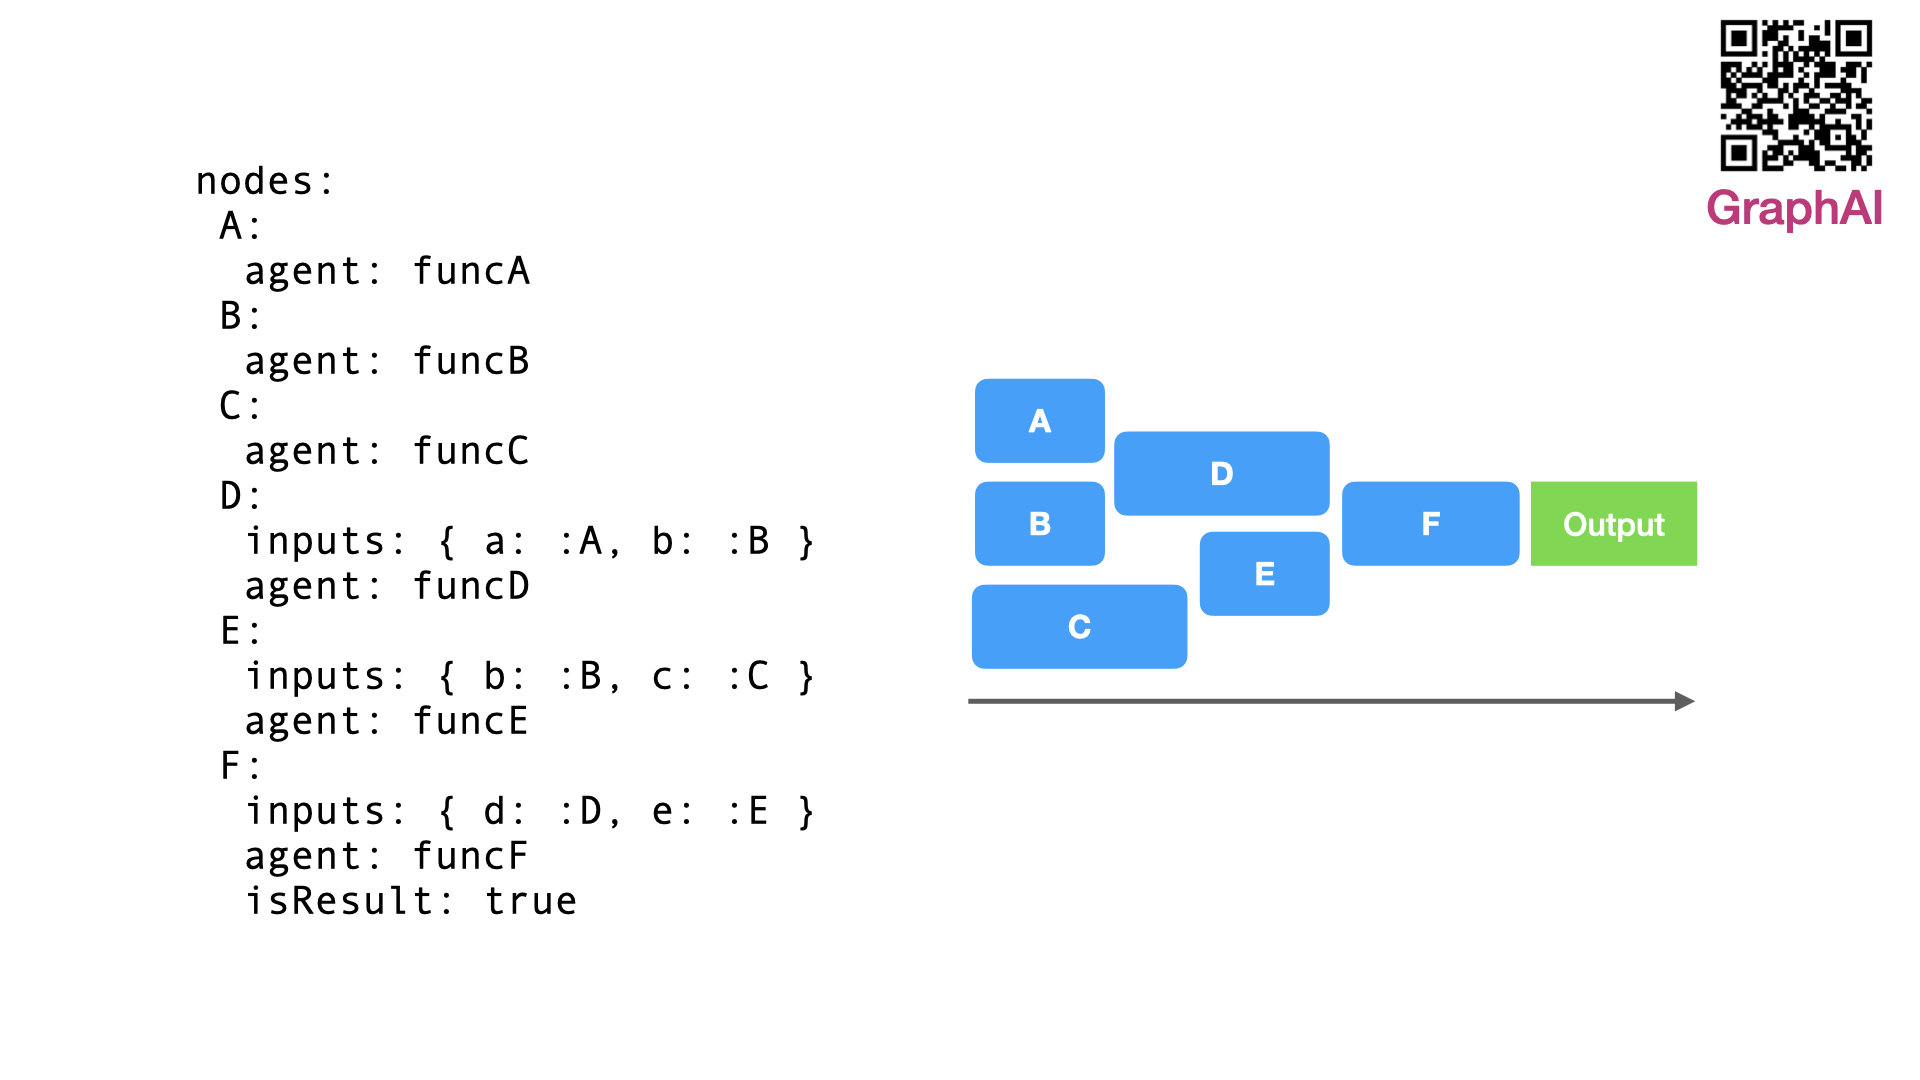 nodes:
 A:
  agent: funcA
 B:
  agent: funcB
 C:
  agent: funcC
 D:
  inputs: { a: :A, b: :B }
  agent: funcD
 E:
  inputs: { b: :B, c: :C }
  agent: funcE
 F:
  inputs: { d: :D, e: :E }
  agent: funcF
  isResult: true
A
D
B
F
Output
E
C
GraphAI